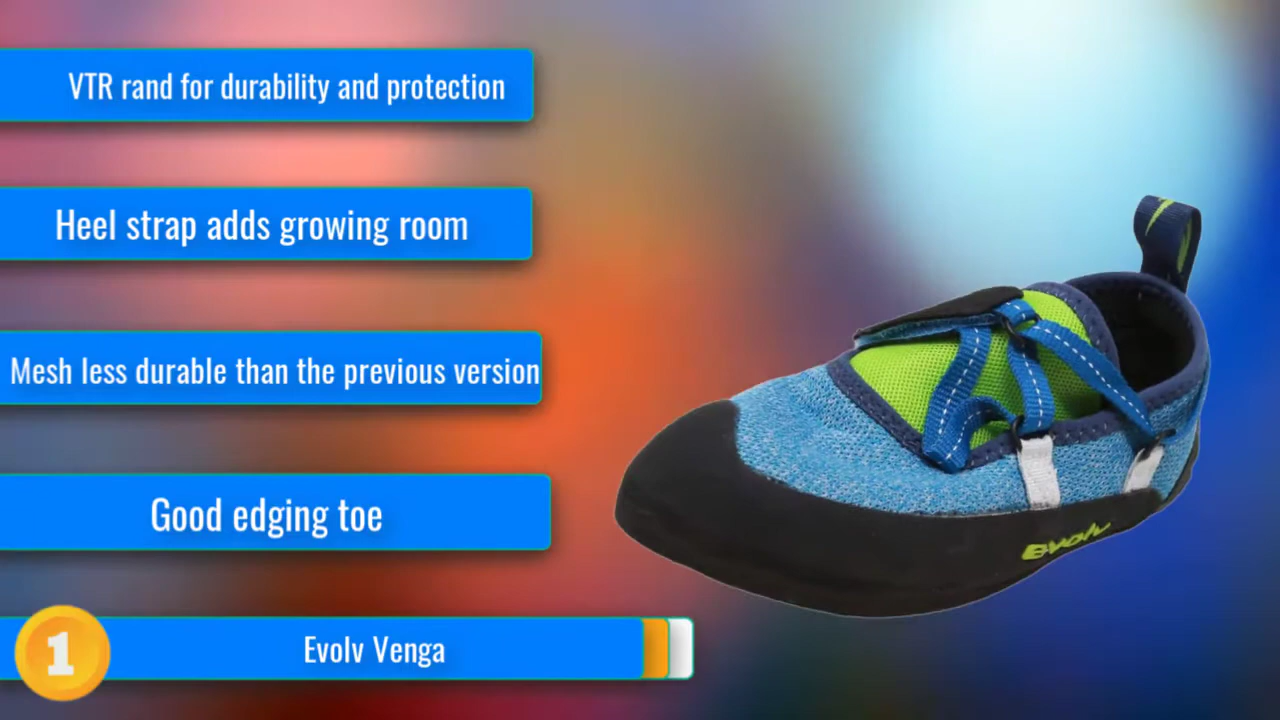 VTR rand for durability and protection
Heel strap adds growing room
Mesh less durable than the previous version
Good edging toe
evolv
1
Evolv Venga